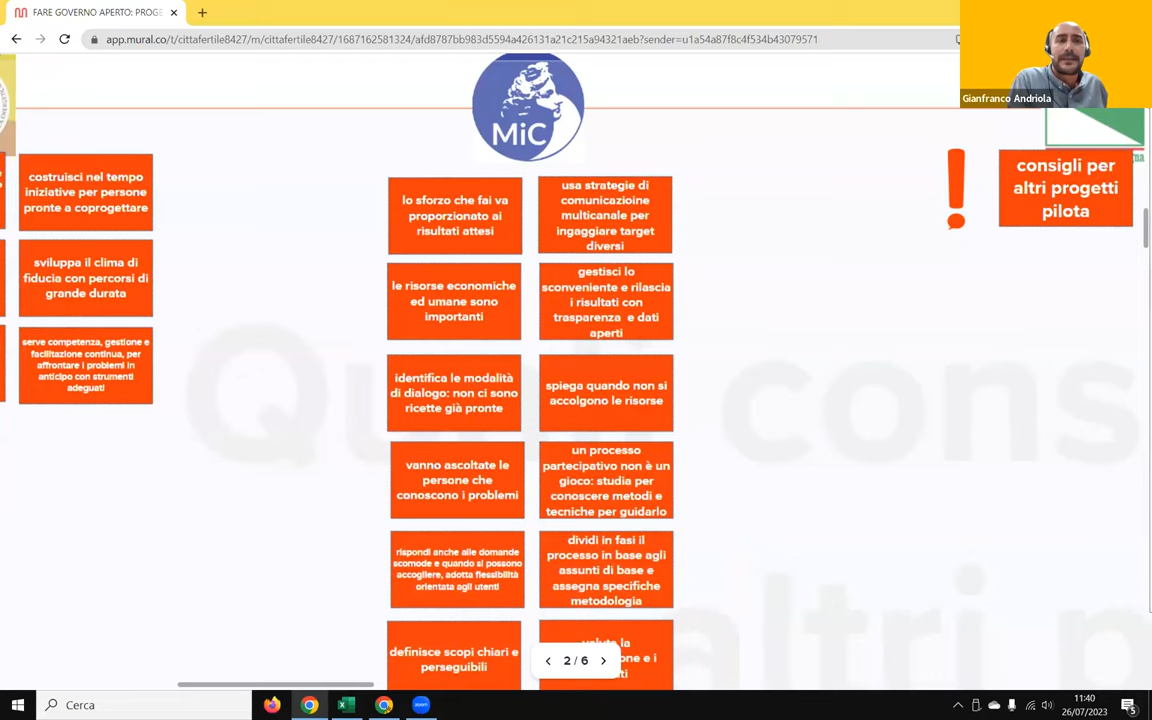 FARE GOVERNO APERTO: PROGE
app.mural.co/t/cittafertile8427/m/cittafertile8427/1687162581324/afd8787bb983d5594a426131a21c215a94321aeb?sender=u1a54a87f8c4f534b43079571
Gianfranco Andriola
MiC
costruisci nel tempo
iniziative per persone
pronte a coprogettare
sviluppa il clima di
fiducia con percorsi di
grande durata
serve competenza, gestione e
facilitazione continua, per
affrontare i problemi in
anticipo con strumenti
adeguati
lo sforzo che fai va
proporzionato ai
risultati attesi
le risorse economiche
ed umane sono
importanti
identifica le modalità
di dialogo: non ci sono
ricette già pronte
vanno ascoltate le
persone che
conoscono i problemi
rispondi anche alle domande
scomode e quando si possono
accogliere, adotta flessibilità
orientata agli utenti
definisce scopi chiari e
perseguibili
usa strategie di
comunicazioine
multicanale per
ingaggiare target
diversi
gestisci lo
sconveniente e rilascia
i risultati con
trasparenza e dati
aperti
spiega quando non si
accolgono le risorse
un processo
partecipativo non è un
gioco: studia per
conoscere metodi e
tecniche per guidarlo
dividi in fasi il
processo in base agli
assunti di base e
assegna specifiche
metodologia
la
e i
consigli per
altri progetti
pilota
cons
altri
2 / 6
Cerca
zoom
11:40
26/07/2023
5